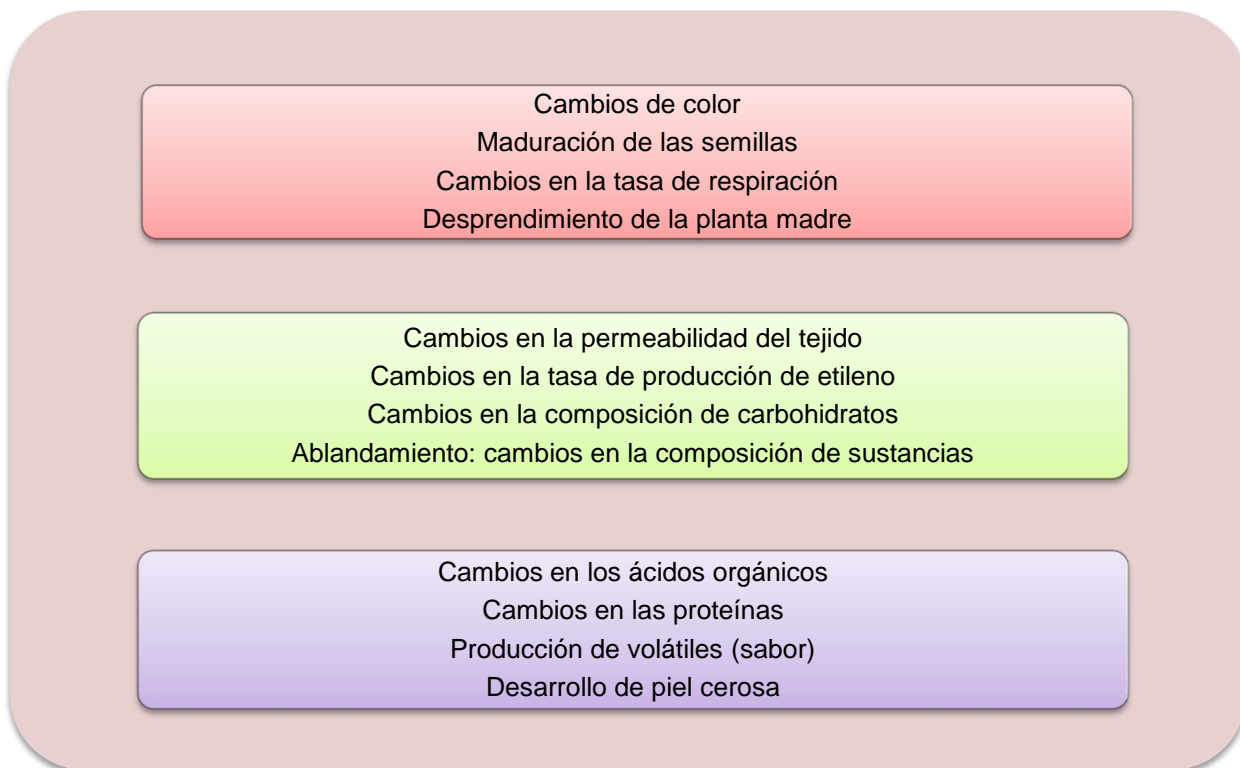 Cambios de color
Maduración de las semillas
Cambios en la tasa de respiración
Desprendimiento de la planta madre
Cambios en la permeabilidad del tejido
Cambios en la tasa de producción de etileno
Cambios en la composición de carbohidratos
Ablandamiento: cambios en la composición de sustancias
Cambios en los ácidos orgánicos
Cambios en las proteínas
Producción de volátiles (sabor)
Desarrollo de piel cerosa